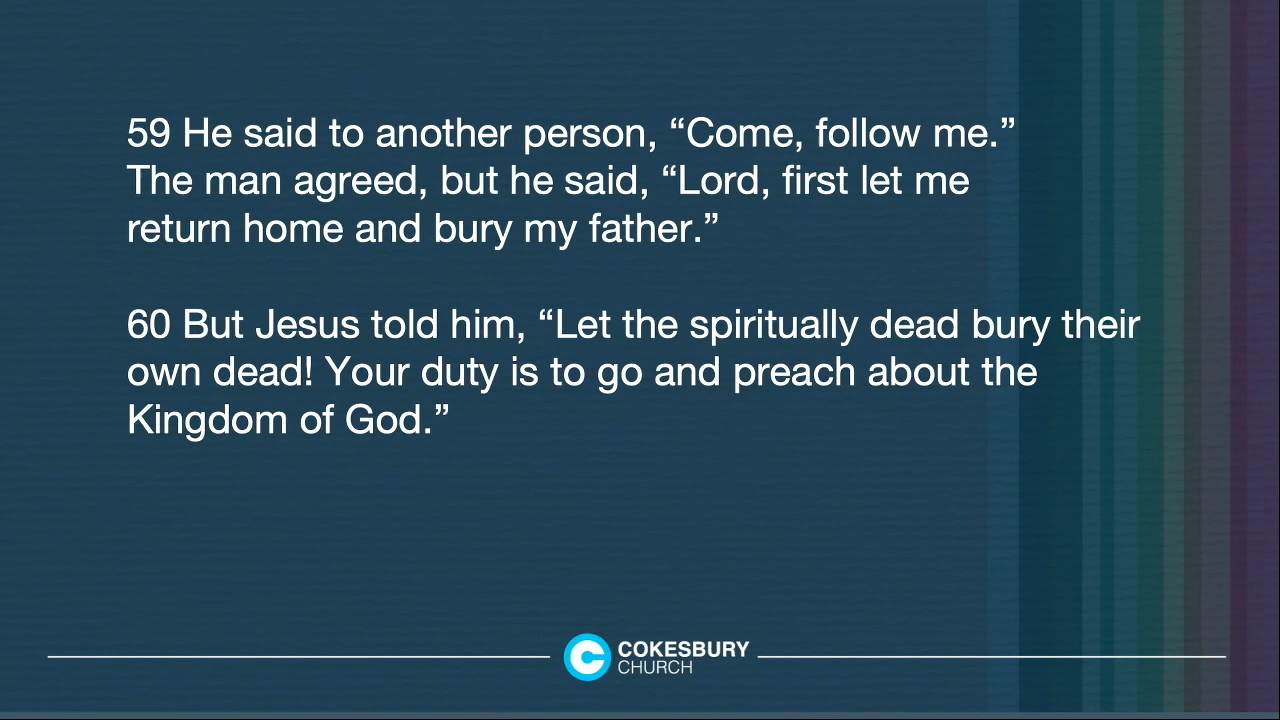 59 He said to another person, “Come, follow me.”
The man agreed, but he said, “Lord, first let me
return home and bury my father.”
60 But Jesus told him, “Let the spiritually dead bury their
own dead! Your duty is to go and preach about the
Kingdom of God.”
COKESBURY
CHURCH